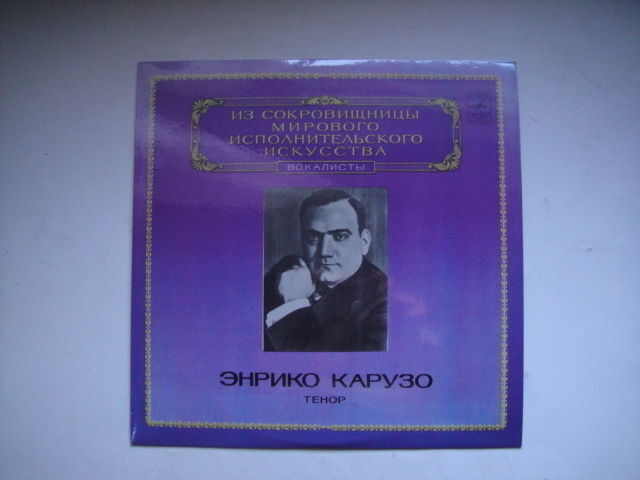 ИЗ СОКРОВИЩНИЦЫ
МИРОВОГО
ИСПОЛНИТЕЛЬСКОГО
ИСКУССТВА
ВОКАЛИСТЫ
ЭНРИКО КАРУЗО
ТЕНОР